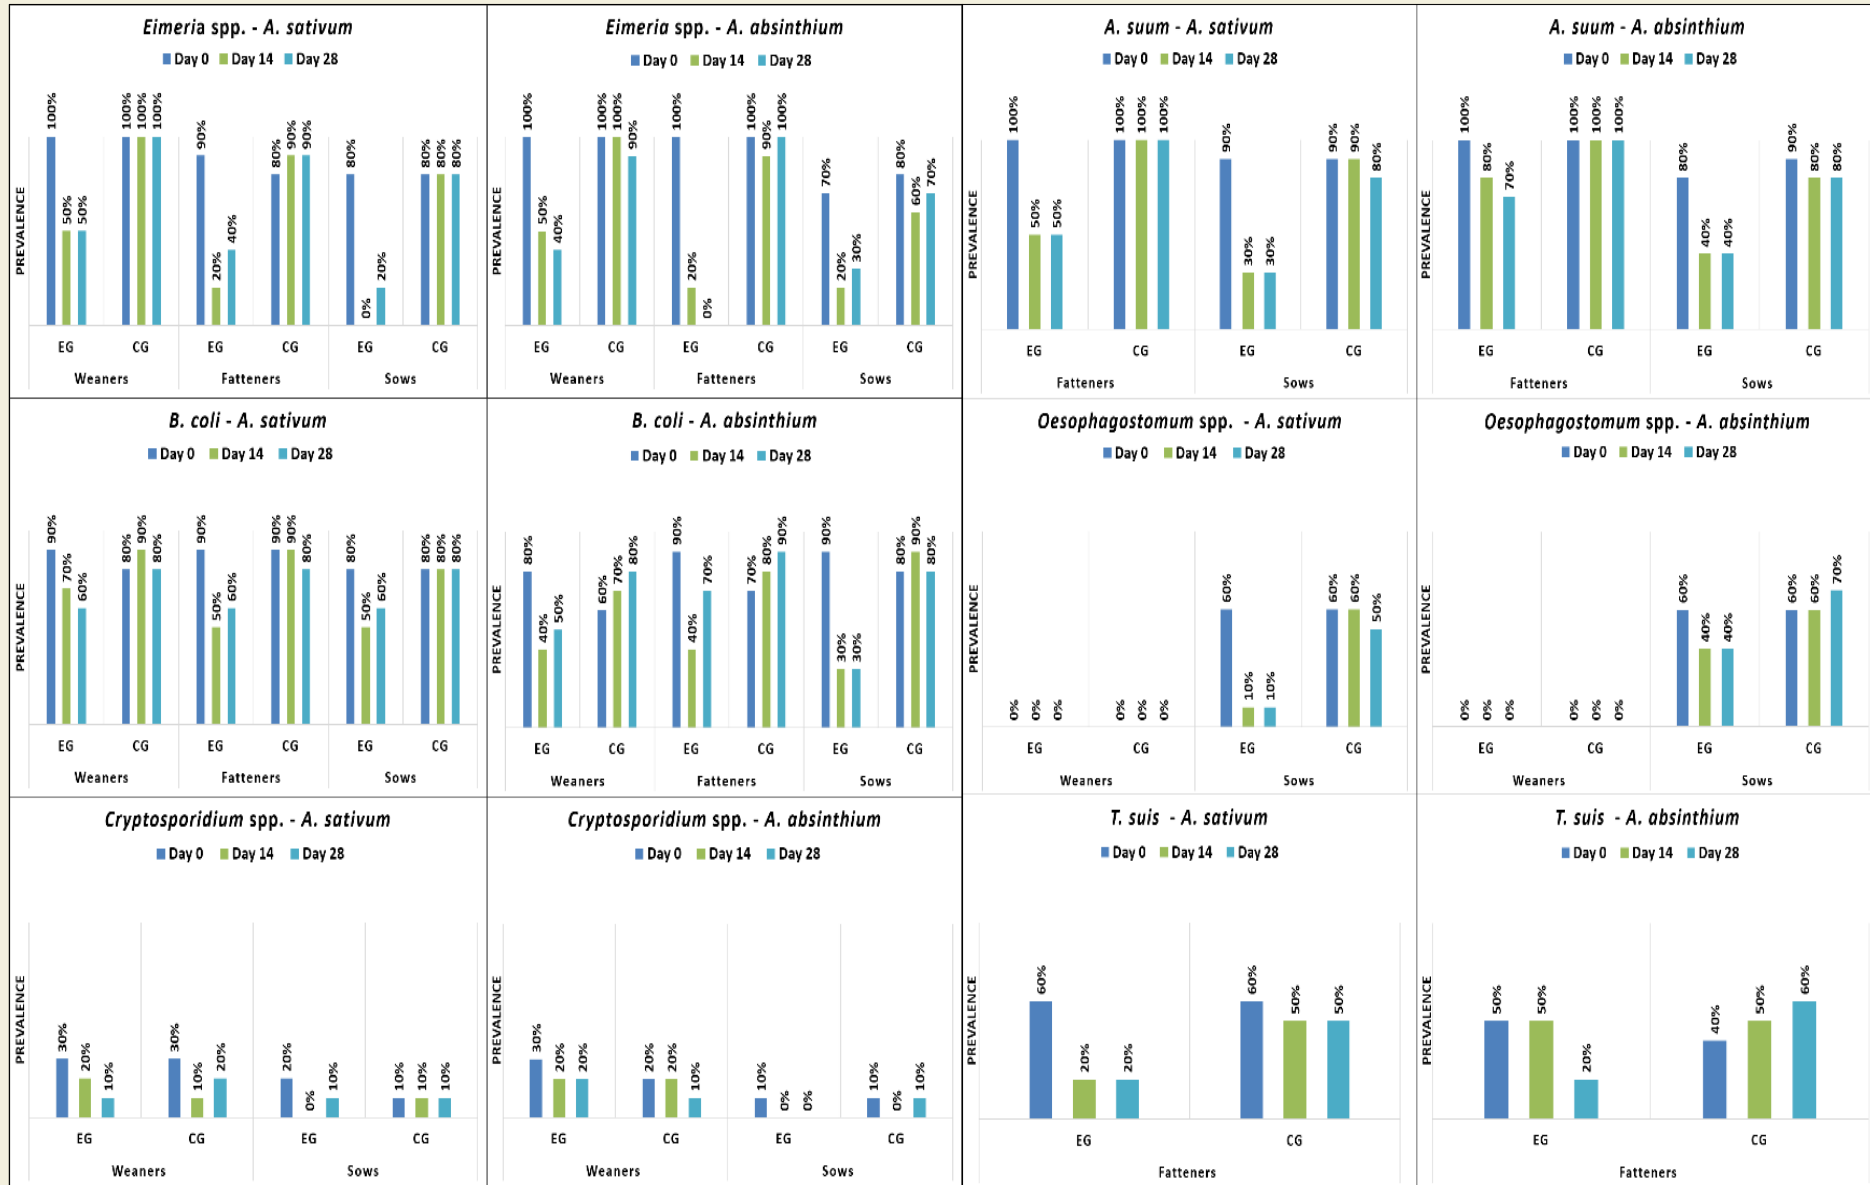 Eimeria spp. - A. sativum
Day 0 Day 14 Day 28
PREVALENCE
100% 50% 50% 100% 100% 100% 90% 20% 40% 80% 90% 90% 80% 0% 20% 80% 80% 80%
EG CG EG CG EG CG
Weaners Fatteners Sows
Eimeria spp. - A. absinthium
Day 0 Day 14 Day 28
PREVALENCE
100% 50% 40% 100% 100% 90% 100% 20% 0% 100% 90% 100% 70% 20% 30% 80% 60% 70%
EG CG EG CG EG CG
Weaners Fatteners Sows
A. suum - A. sativum
Day 0 Day 14 Day 28
PREVALENCE
100% 50% 50% 100% 100% 100% 90% 30% 30% 90% 90% 80%
EG CG EG CG
Fatteners Sows
A. suum - A. absinthium
Day 0 Day 14 Day 28
PREVALENCE
100% 80% 70% 100% 100% 100% 80% 40% 40% 90% 80% 80%
EG CG EG CG
Fatteners Sows
B. coli - A. sativum
Day 0 Day 14 Day 28
PREVALENCE
90% 70% 60% 80% 90% 80% 90% 50% 60% 90% 90% 80% 80% 50% 60% 80% 80% 80%
EG CG EG CG EG CG
Weaners Fatteners Sows
B. coli - A. absinthium
Day 0 Day 14 Day 28
PREVALENCE
80% 40% 50% 60% 70% 80% 90% 40% 70% 70% 80% 90% 90% 30% 30% 80% 90% 80%
EG CG EG CG EG CG
Weaners Fatteners Sows
Oesophagostomum spp. - A. sativum
Day 0 Day 14 Day 28
PREVALENCE
0% 0% 0% 0% 0% 0% 60% 10% 10% 60% 60% 50%
EG CG EG CG
Weaners Sows
Oesophagostomum spp. - A. absinthium
Day 0 Day 14 Day 28
PREVALENCE
0% 0% 0% 0% 0% 0% 60% 40% 40% 60% 60% 70%
EG CG EG CG
Weaners Sows
Cryptosporidium spp. - A. sativum
Day 0 Day 14 Day 28
PREVALENCE
30% 20% 10% 30% 10% 20% 20% 0% 10% 10% 10% 10%
EG CG EG CG
Weaners Sows
Cryptosporidium spp. - A. absinthium
Day 0 Day 14 Day 28
PREVALENCE
30% 20% 20% 20% 20% 10% 10% 0% 0% 10% 0% 10%
EG CG EG CG
Weaners Sows
T. suis - A. sativum
Day 0 Day 14 Day 28
PREVALENCE
60% 20% 20% 60% 50% 50%
EG CG
Fatteners
T. suis - A. absinthium
Day 0 Day 14 Day 28
PREVALENCE
50% 50% 20% 40% 50% 60%
EG CG
Fatteners